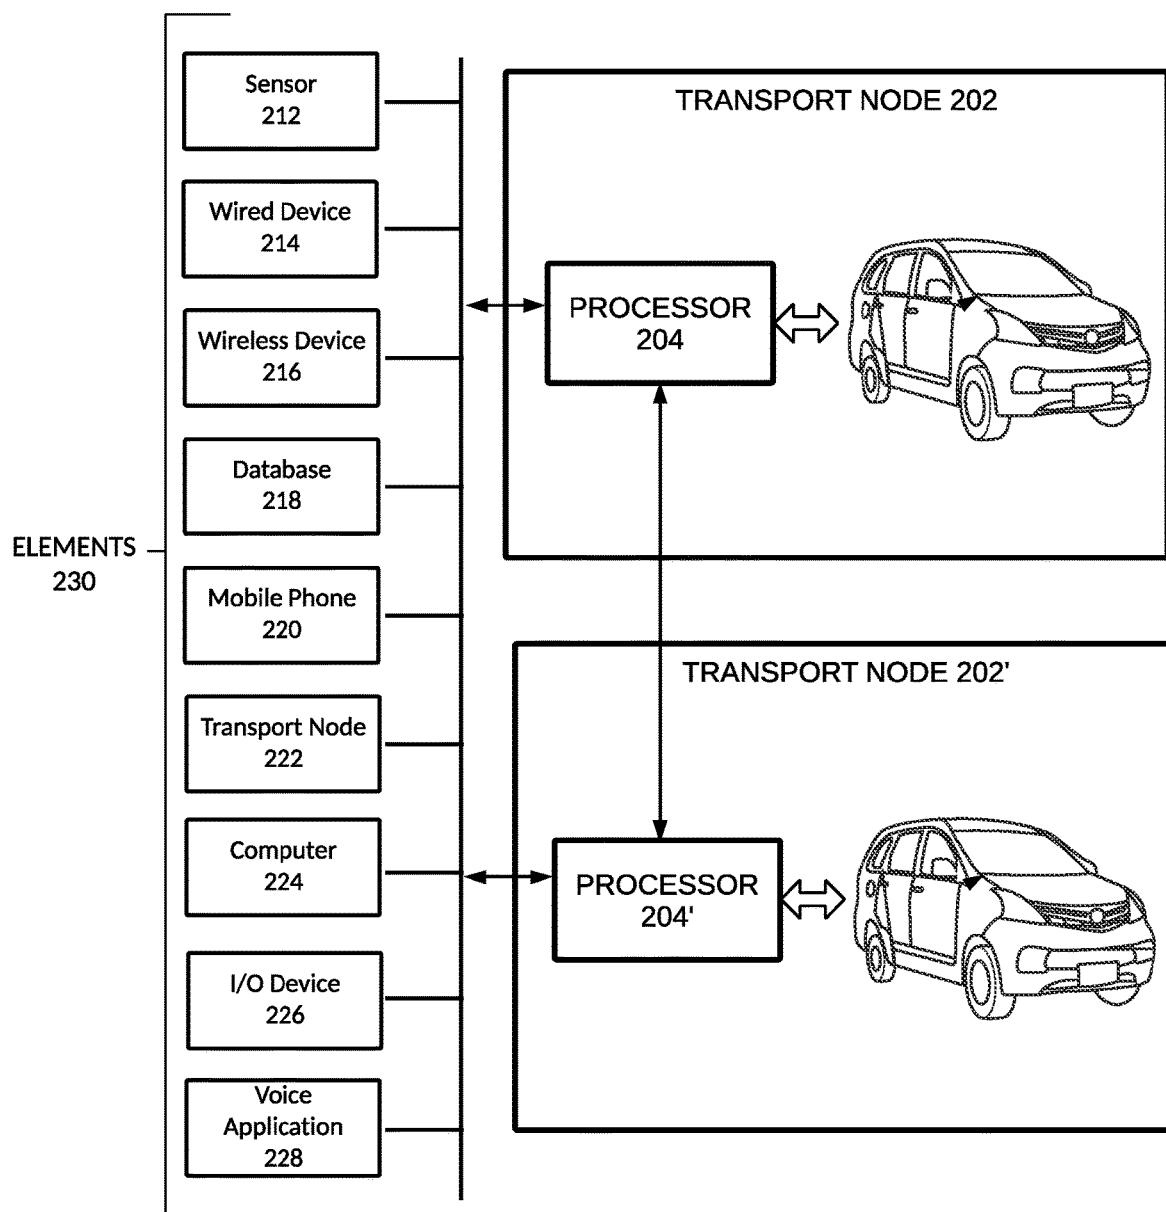 Sensor
212
Wired Device
214
Wireless Device
216
Database
218
Mobile Phone
220
Transport Node
222
Computer
224
I/O Device
226
Voice
Application
228
ELEMENTS
230
TRANSPORT NODE 202
PROCESSOR
204
TRANSPORT NODE 202'
PROCESSOR
204'